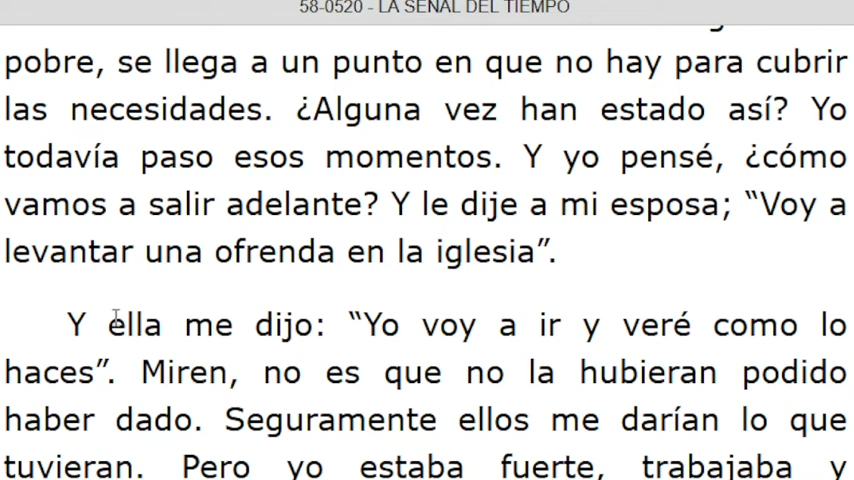 58-0520 - LA SEÑAL DEL TIEMPO
pobre, se llega a un punto en que no hay para cubrir
las necesidades. ¿Alguna vez han estado así? Yo
todavía paso esos momentos. Y yo pensé, ¿cómo
vamos a salir adelante? Y le dije a mi esposa; “Voy a
levantar una ofrenda en la iglesia”.
Y ella me dijo: “Yo voy a ir y veré como lo
haces”. Miren, no es que no la hubieran podido
haber dado. Seguramente ellos me darían lo que
tuvieran. Pero yo estaba fuerte, trabajaba y